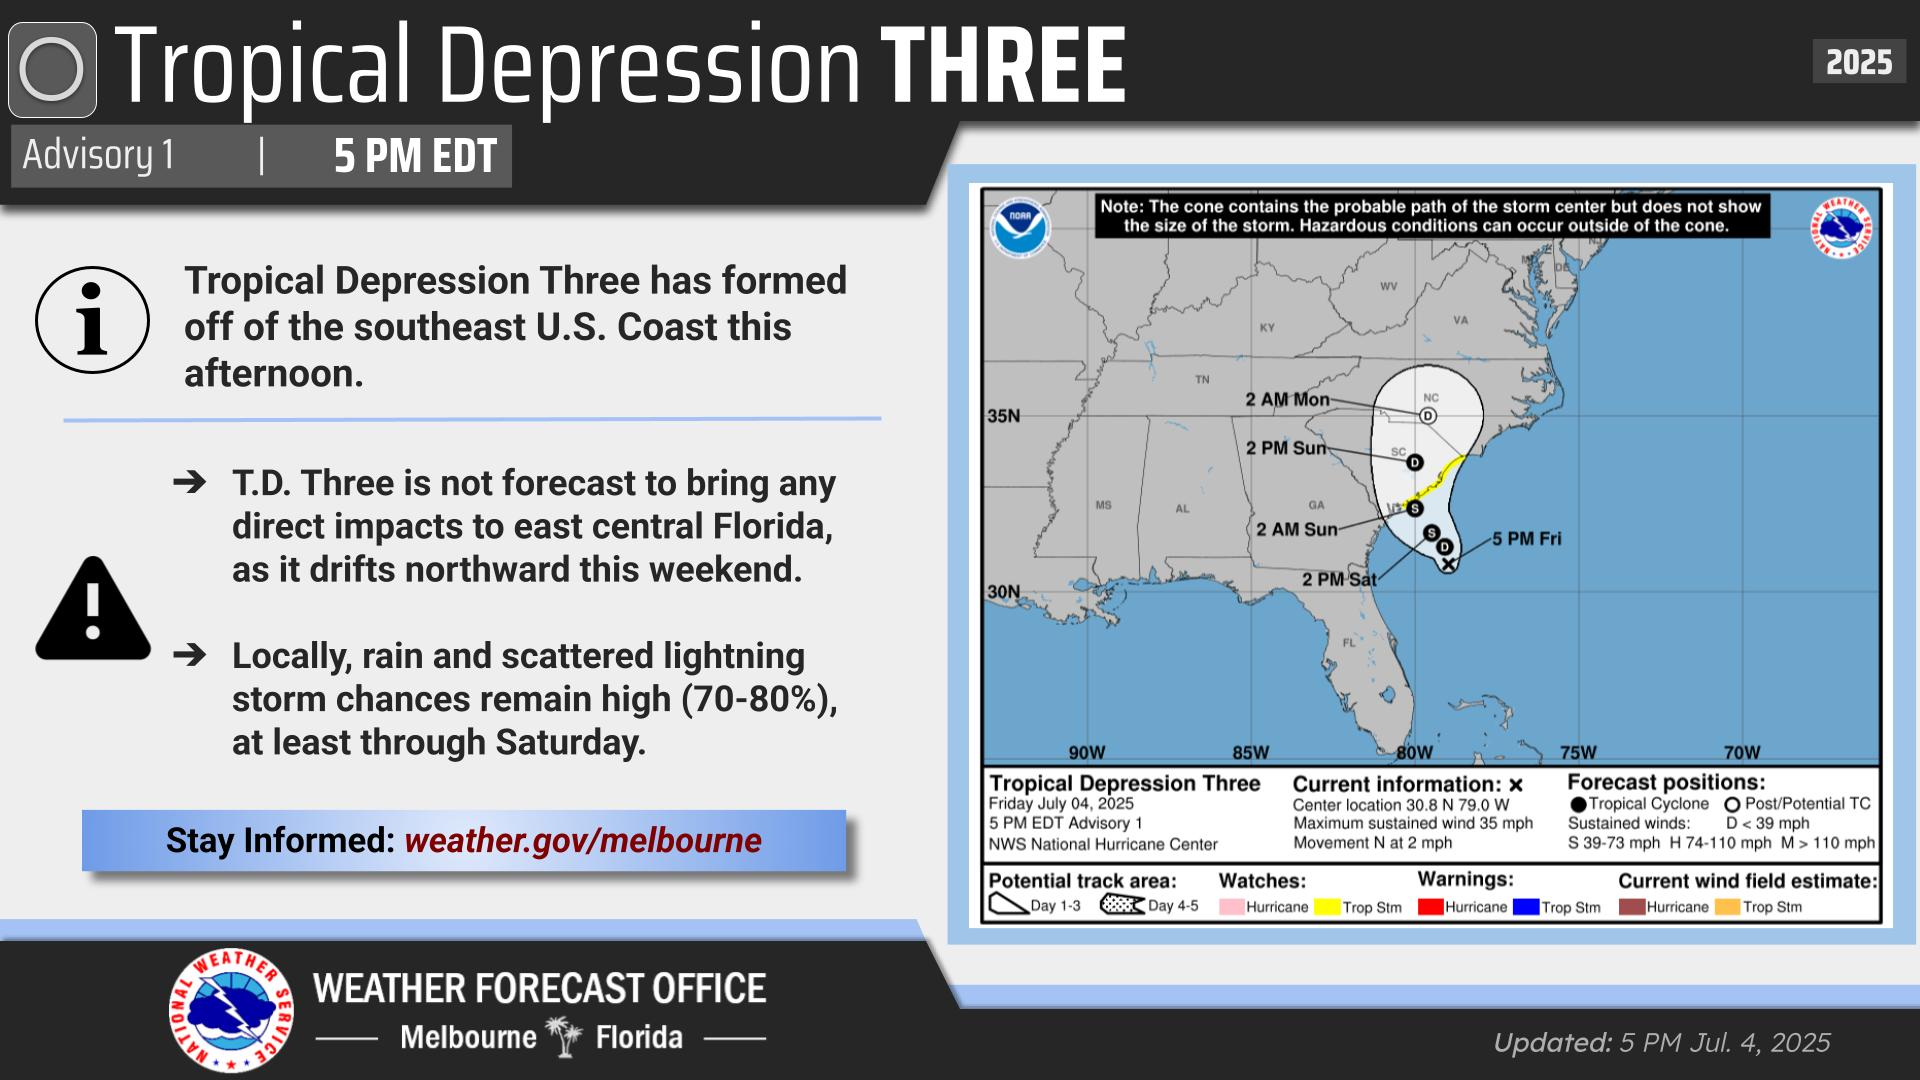 Tropical Depression THREE
2025
Advisory 1 | 5 PM EDT
Tropical Depression Three has formed
off of the southeast U.S. Coast this
afternoon.
➔ T.D. Three is not forecast to bring any
direct impacts to east central Florida,
as it drifts northward this weekend.
➔ Locally, rain and scattered lightning
storm chances remain high (70-80%),
at least through Saturday.
Stay Informed: weather.gov/melbourne
NATIONAL WEATHER SERVICE
WEATHER FORECAST OFFICE
Melbourne Florida
NOAA
Note: The cone contains the probable path of the storm center but does not show
the size of the storm. Hazardous conditions can occur outside of the cone.
NATIONAL WEATHER SERVICE
NJ
DE
WV
VA
KY
TN
NC
2 AM Mon
D
35N
2 PM Sun
SC
D
MS
AL
GA
S
2 AM Sun
S
D
5 PM Fri
2 PM Sat
30N
FL
90W 85W 80W 75W 70W
Tropical Depression Three
Friday July 04, 2025
5 PM EDT Advisory 1
NWS National Hurricane Center
Current information: ×
Center location 30.8 N 79.0 W
Maximum sustained wind 35 mph
Movement N at 2 mph
Forecast positions:
Tropical Cyclone Post/Potential TC
Sustained winds: D < 39 mph
S 39-73 mph H 74-110 mph M > 110 mph
Potential track area:
Day 1-3 Day 4-5
Watches:
Hurricane Trop Stm
Warnings:
Hurricane Trop Stm
Current wind field estimate:
Hurricane Trop Stm
Updated: 5 PM Jul. 4, 2025